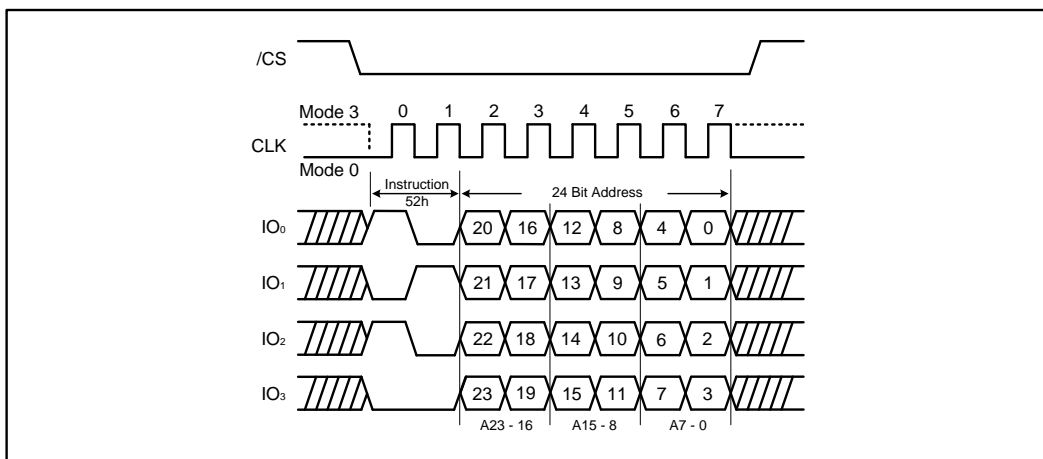 /CS
Mode 3 0 1 2 3 4 5 6 7
CLK
Mode 0
Instruction 24 Bit Address
52h
IO₀ 20 16 12 8 4 0
IO₁ 21 17 13 9 5 1
IO₂ 22 18 14 10 6 2
IO₃ 23 19 15 11 7 3
A23 - 16 A15 - 8 A7 - 0